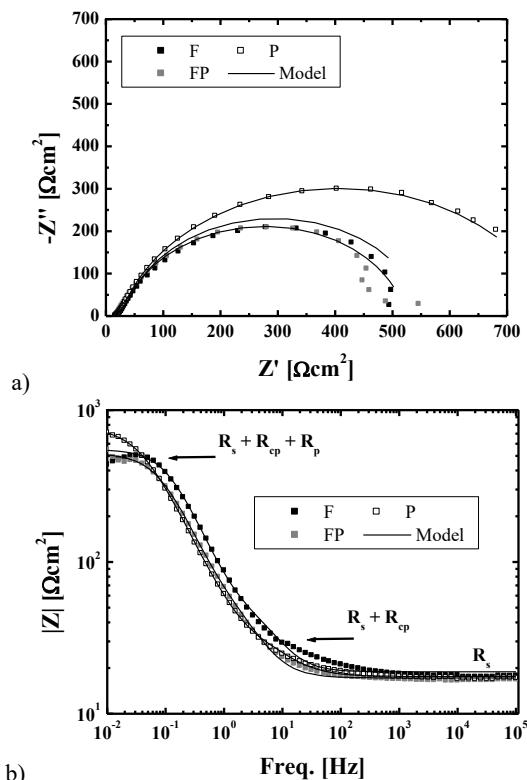 700
600
500
400
300
200
100
0
-Z'' [Ωcm²]
F P
FP Model
0 100 200 300 400 500 600 700
Z' [Ωcm²]
a)
10³
10²
10¹
|Z| [Ωcm²]
Rₛ + R꜀ₚ + Rₚ
F P
FP Model
Rₛ + R꜀ₚ
Rₛ
10⁻² 10⁻¹ 10⁰ 10¹ 10² 10³ 10⁴ 10⁵
Freq. [Hz]
b)